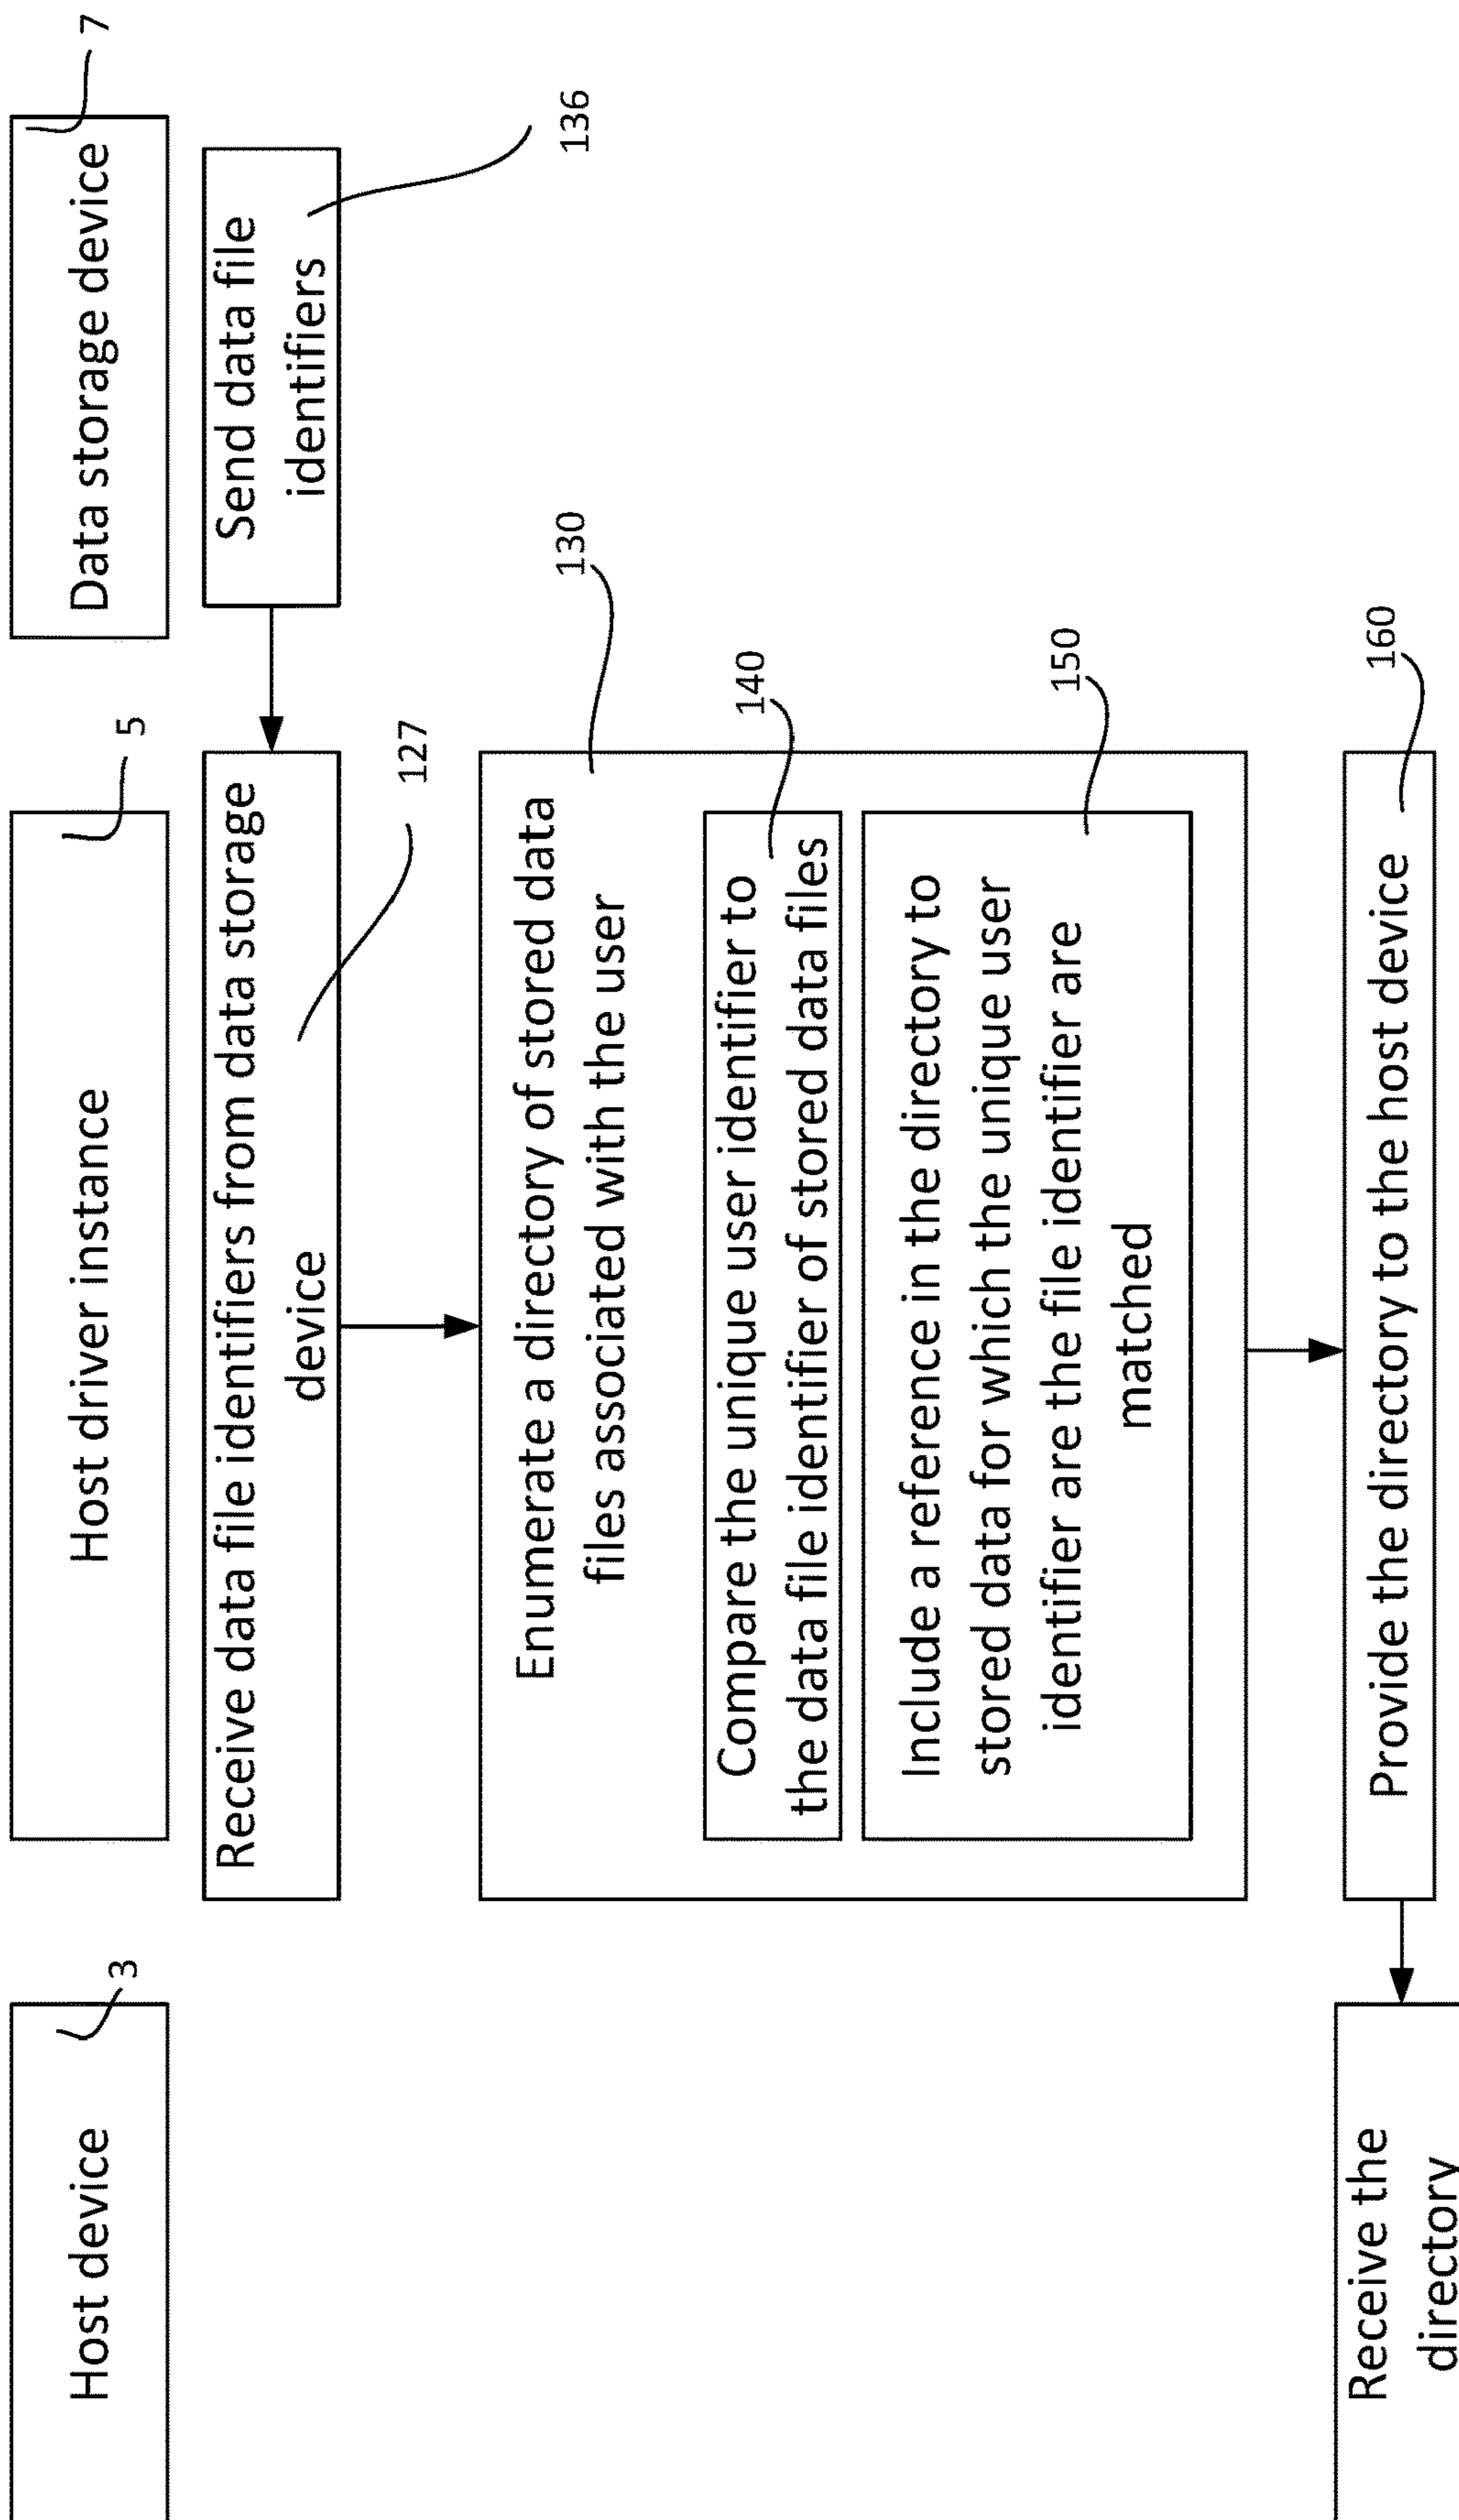 Host device
3
Host driver instance
5
Data storage device
7
Receive data file identifiers from data storage
device
127
Send data file
identifiers
136
Enumerate a directory of stored data
files associated with the user
130
Compare the unique user identifier to
the data file identifier of stored data files
140
Include a reference in the directory to
stored data for which the unique user
identifier are the file identifier are
matched
150
Provide the directory to the host device
160
Receive the
directory